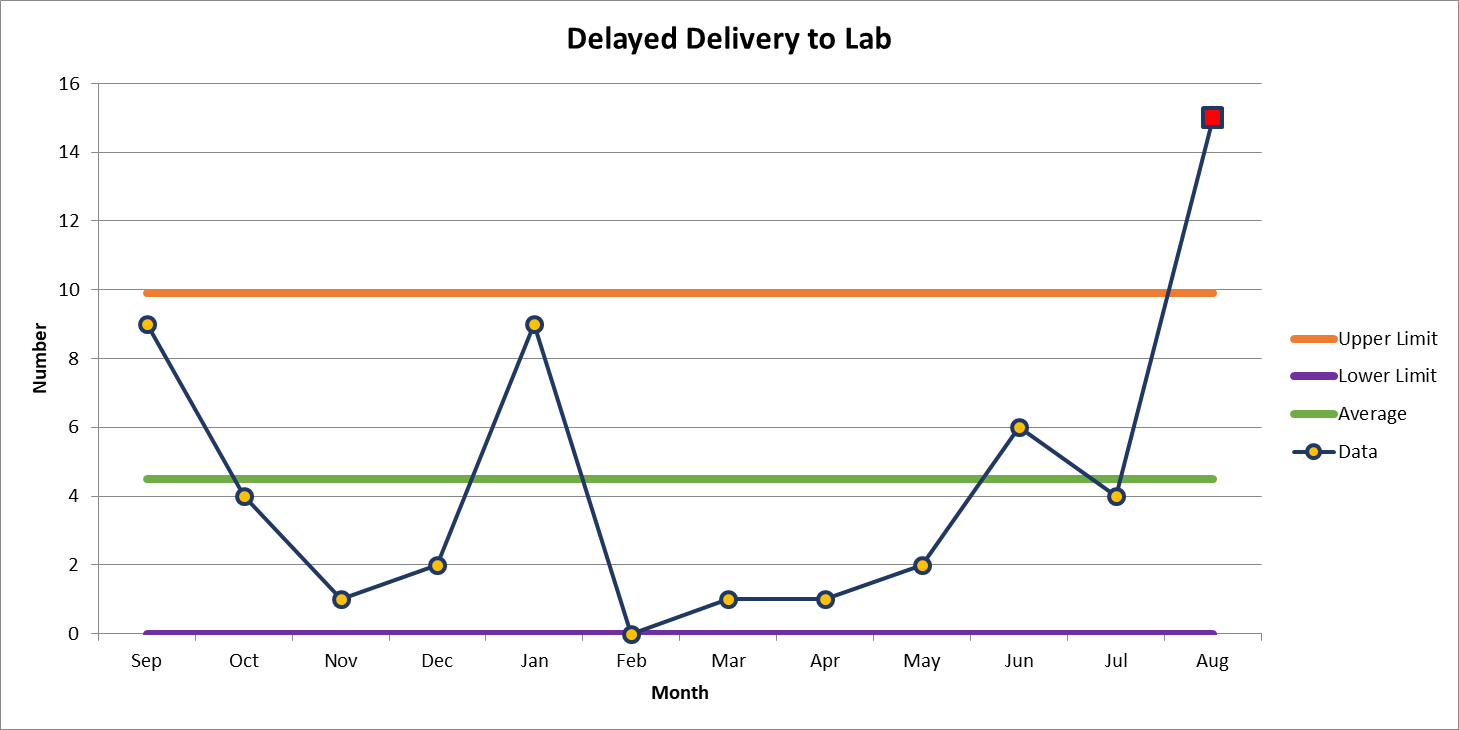 Delayed Delivery to Lab
16
14
12
10
8
6
4
2
0
Number
Sep Oct Nov Dec Jan Feb Mar Apr May Jun Jul Aug
Month
Upper Limit
Lower Limit
Average
Data